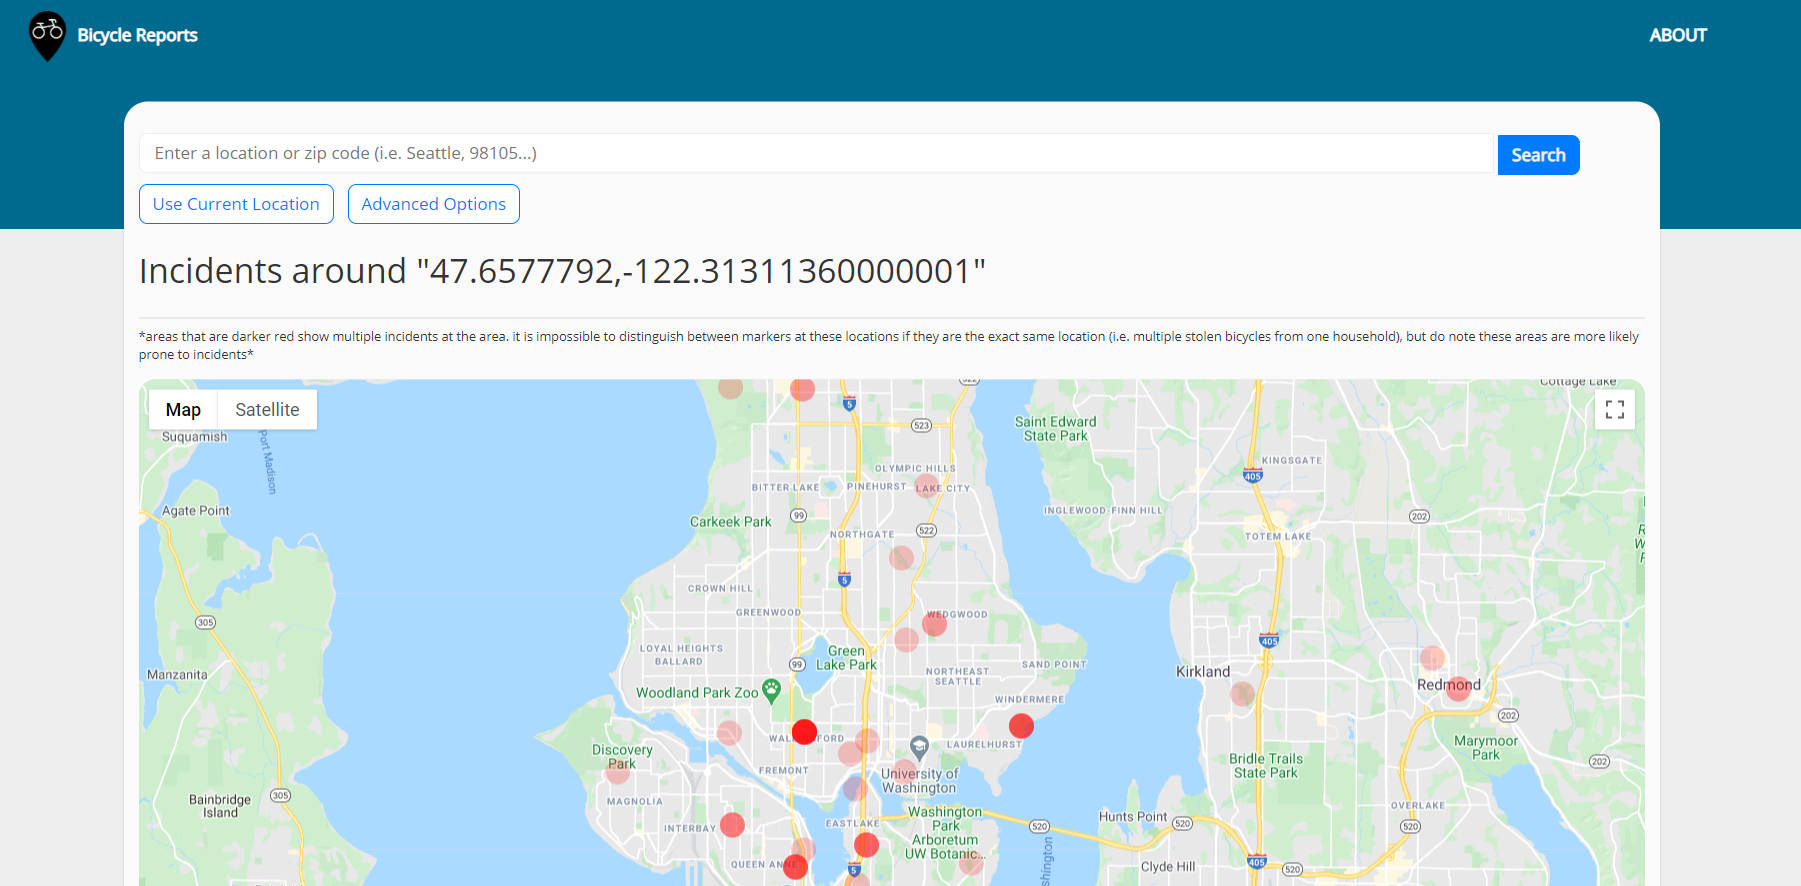 Bicycle Reports
ABOUT
Enter a location or zip code (i.e. Seattle, 98105...)
Search
Use Current Location
Advanced Options
Incidents around "47.6577792,-122.31311360000001"
*areas that are darker red show multiple incidents at the area. it is impossible to distinguish between markers at these locations if they are the exact same location (i.e. multiple stolen bicycles from one household), but do note these areas are more likely
prone to incidents*
Map
Satellite
Cottage Lake
522
5
Suquamish
Port Madison
523
Saint Edward
State Park
KINGSGATE
405
OLYMPIC HILLS
BITTER LAKE
PINEHURST
LAKE CITY
Agate Point
99
INGLEWOOD-FINN HILL
202
Carkeek Park
522
NORTHGATE
TOTEM LAKE
5
CROWN HILL
GREENWOOD
WEDGWOOD
305
405
LOYAL HEIGHTS
BALLARD
Green
Lake Park
99
SAND POINT
Manzanita
NORTHEAST
SEATTLE
Kirkland
Redmond
Woodland Park Zoo
WINDERMERE
202
WALLINGFORD
LAURELHURST
Discovery
Park
Marymoor
Park
Bridle Trails
State Park
202
FREMONT
University of
Washington
Bainbridge
Island
305
MAGNOLIA
OVERLAKE
Washington
Park
Arboretum
UW Botanic...
Hunts Point
520
520
520
INTERBAY
EASTLAKE
QUEEN ANNE
5
Clyde Hill
405
520